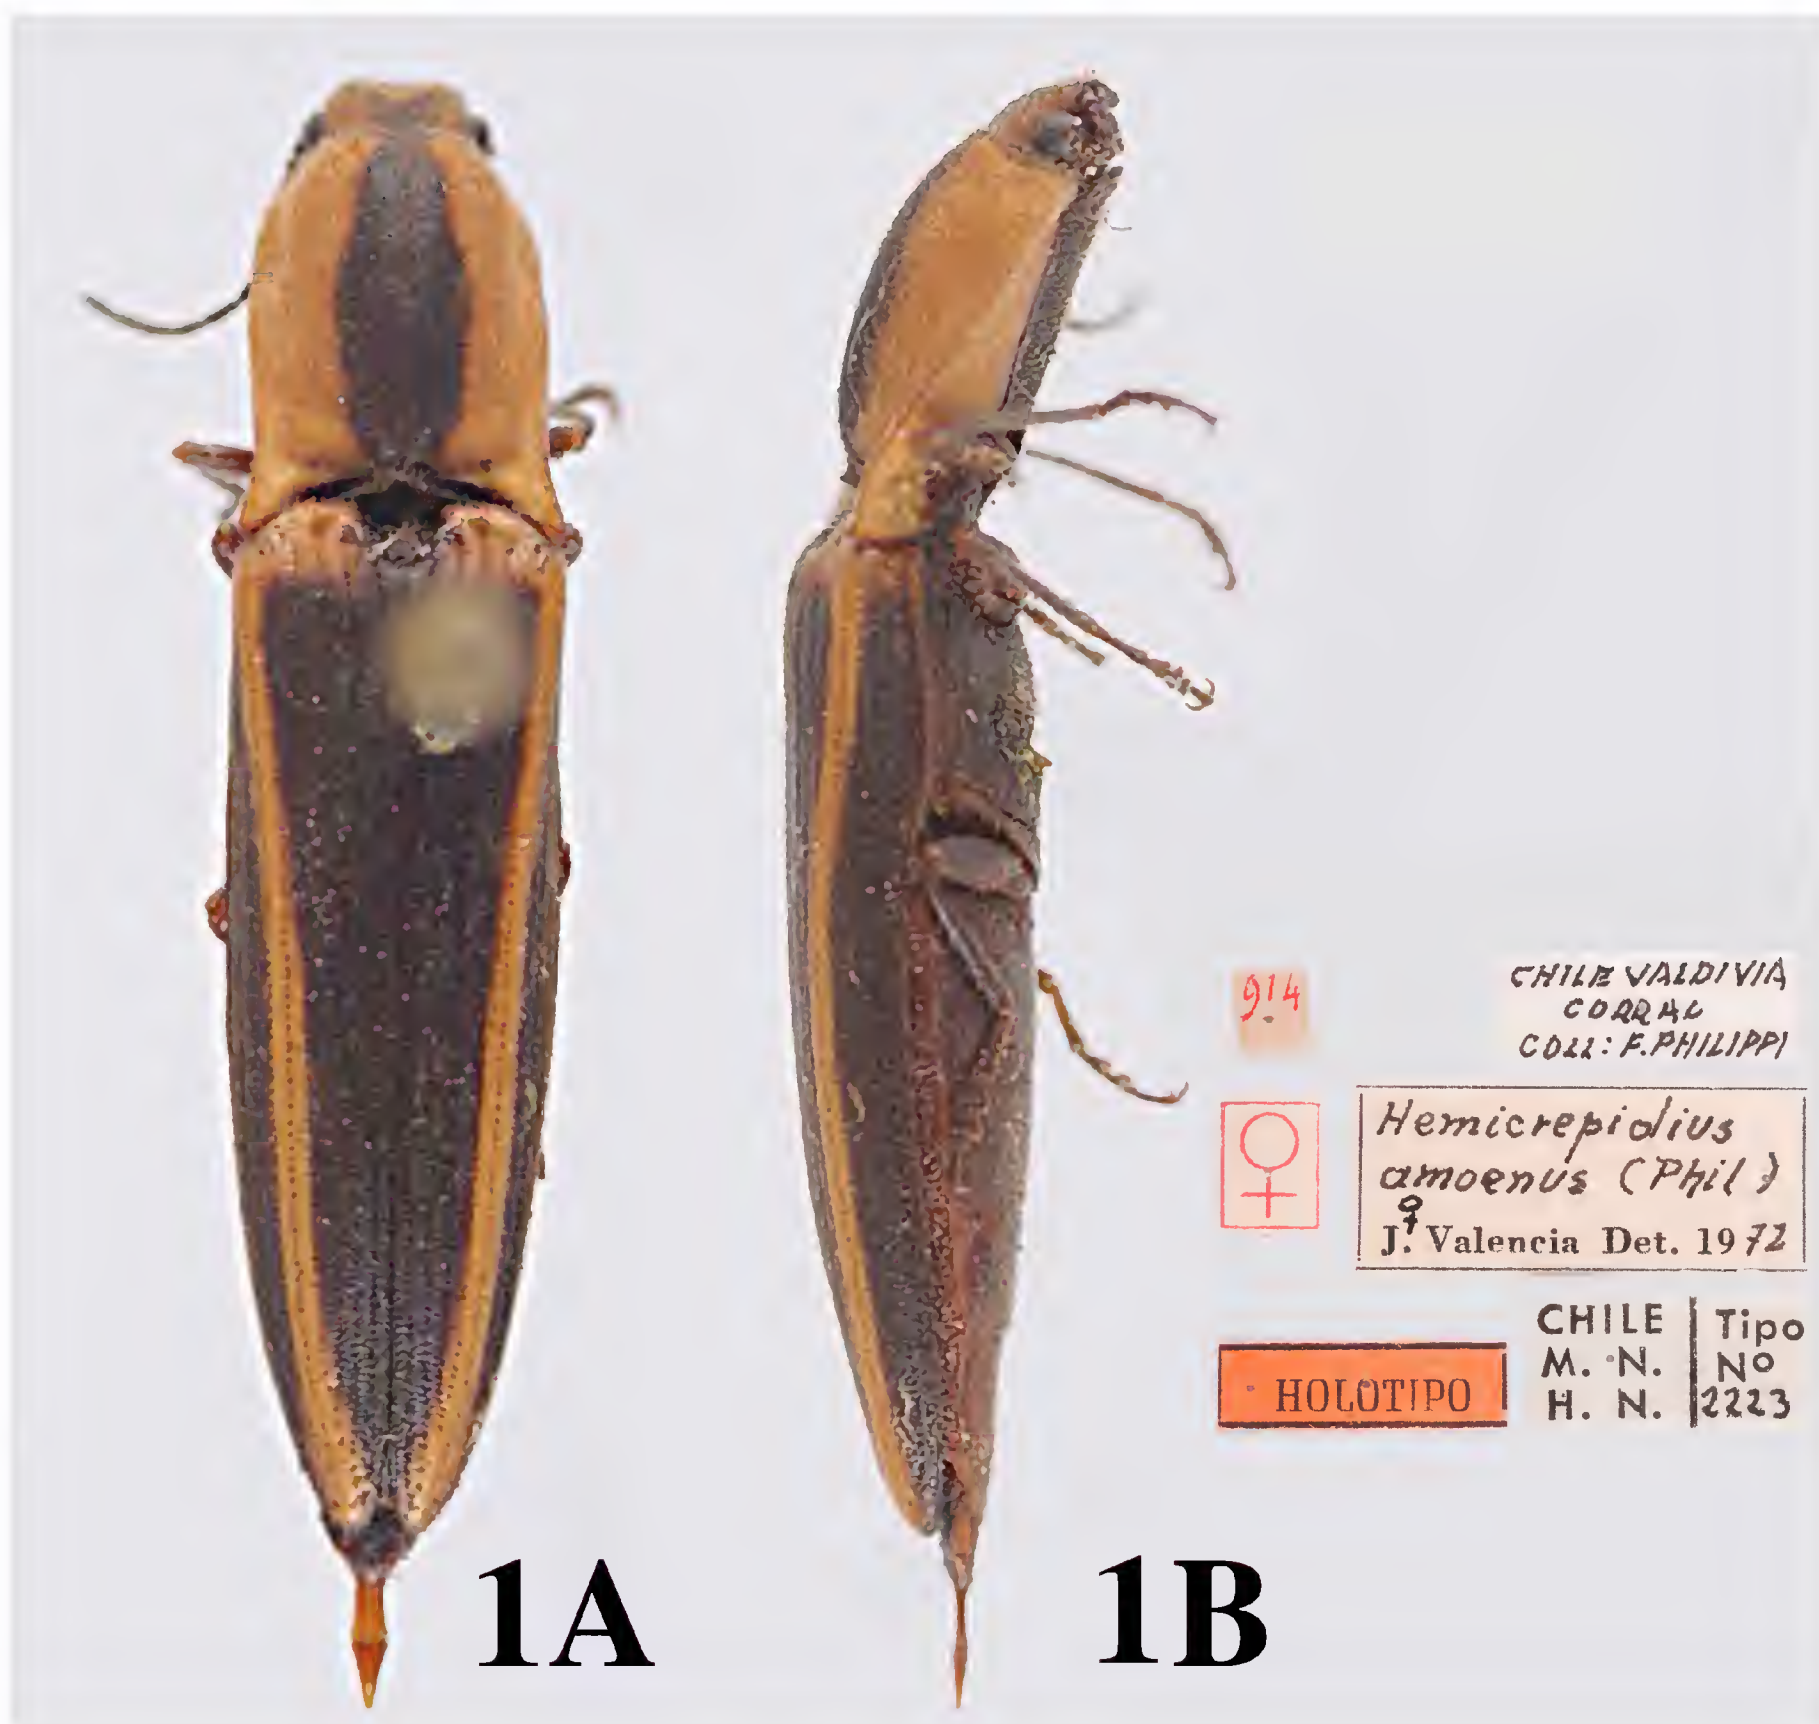 914
CHILE VALDIVIA
CORRAL
COLL: F. PHILIPPI
♀
Hemicrepidius
amoenus (Phil)
♀
J. Valencia Det. 1972
HOLOTIPO
CHILE
M. N.
H. N.
Tipo
Nº
2223
1A
1B